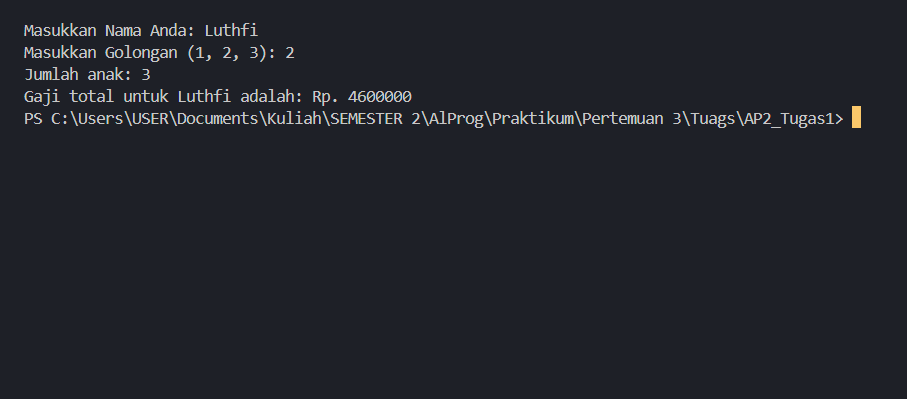 Masukkan Nama Anda: Luthfi
Masukkan Golongan (1, 2, 3): 2
Jumlah anak: 3
Gaji total untuk Luthfi adalah: Rp. 4600000
PS C:\Users\USER\Documents\Kuliah\SEMESTER 2\AlProg\Praktikum\Pertemuan 3\Tuags\AP2_Tugas1>